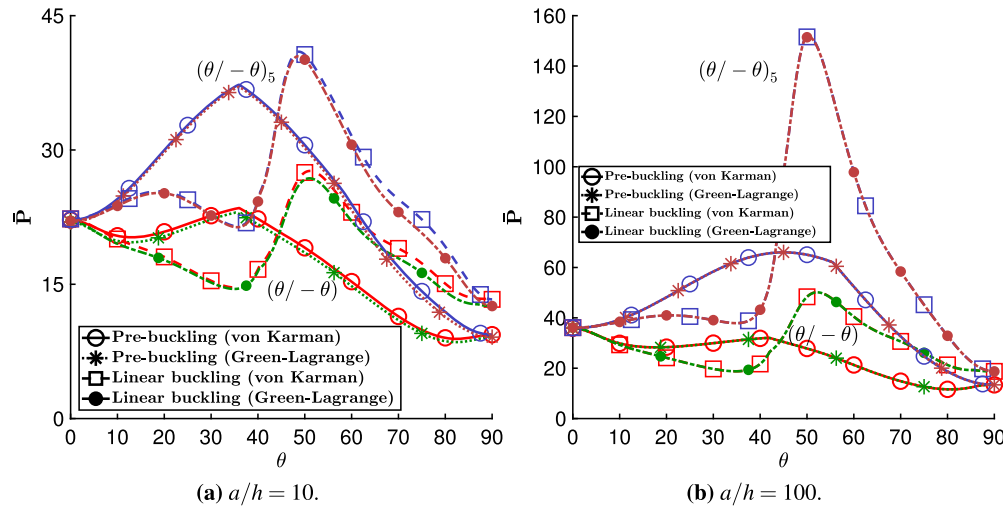 45
30
15
0
P̄
(θ/ − θ)₅
(θ/ − θ)
Pre-buckling (von Karman)
Pre-buckling (Green-Lagrange)
Linear buckling (von Karman)
Linear buckling (Green-Lagrange)
0 10 20 30 40 50 60 70 80 90
θ
(a) a/h = 10.
160
140
120
100
80
60
40
20
0
P̄
(θ/ − θ)₅
Pre-buckling (von Karman)
Pre-buckling (Green-Lagrange)
Linear buckling (von Karman)
Linear buckling (Green-Lagrange)
(θ/ − θ)
0 10 20 30 40 50 60 70 80 90
θ
(b) a/h = 100.